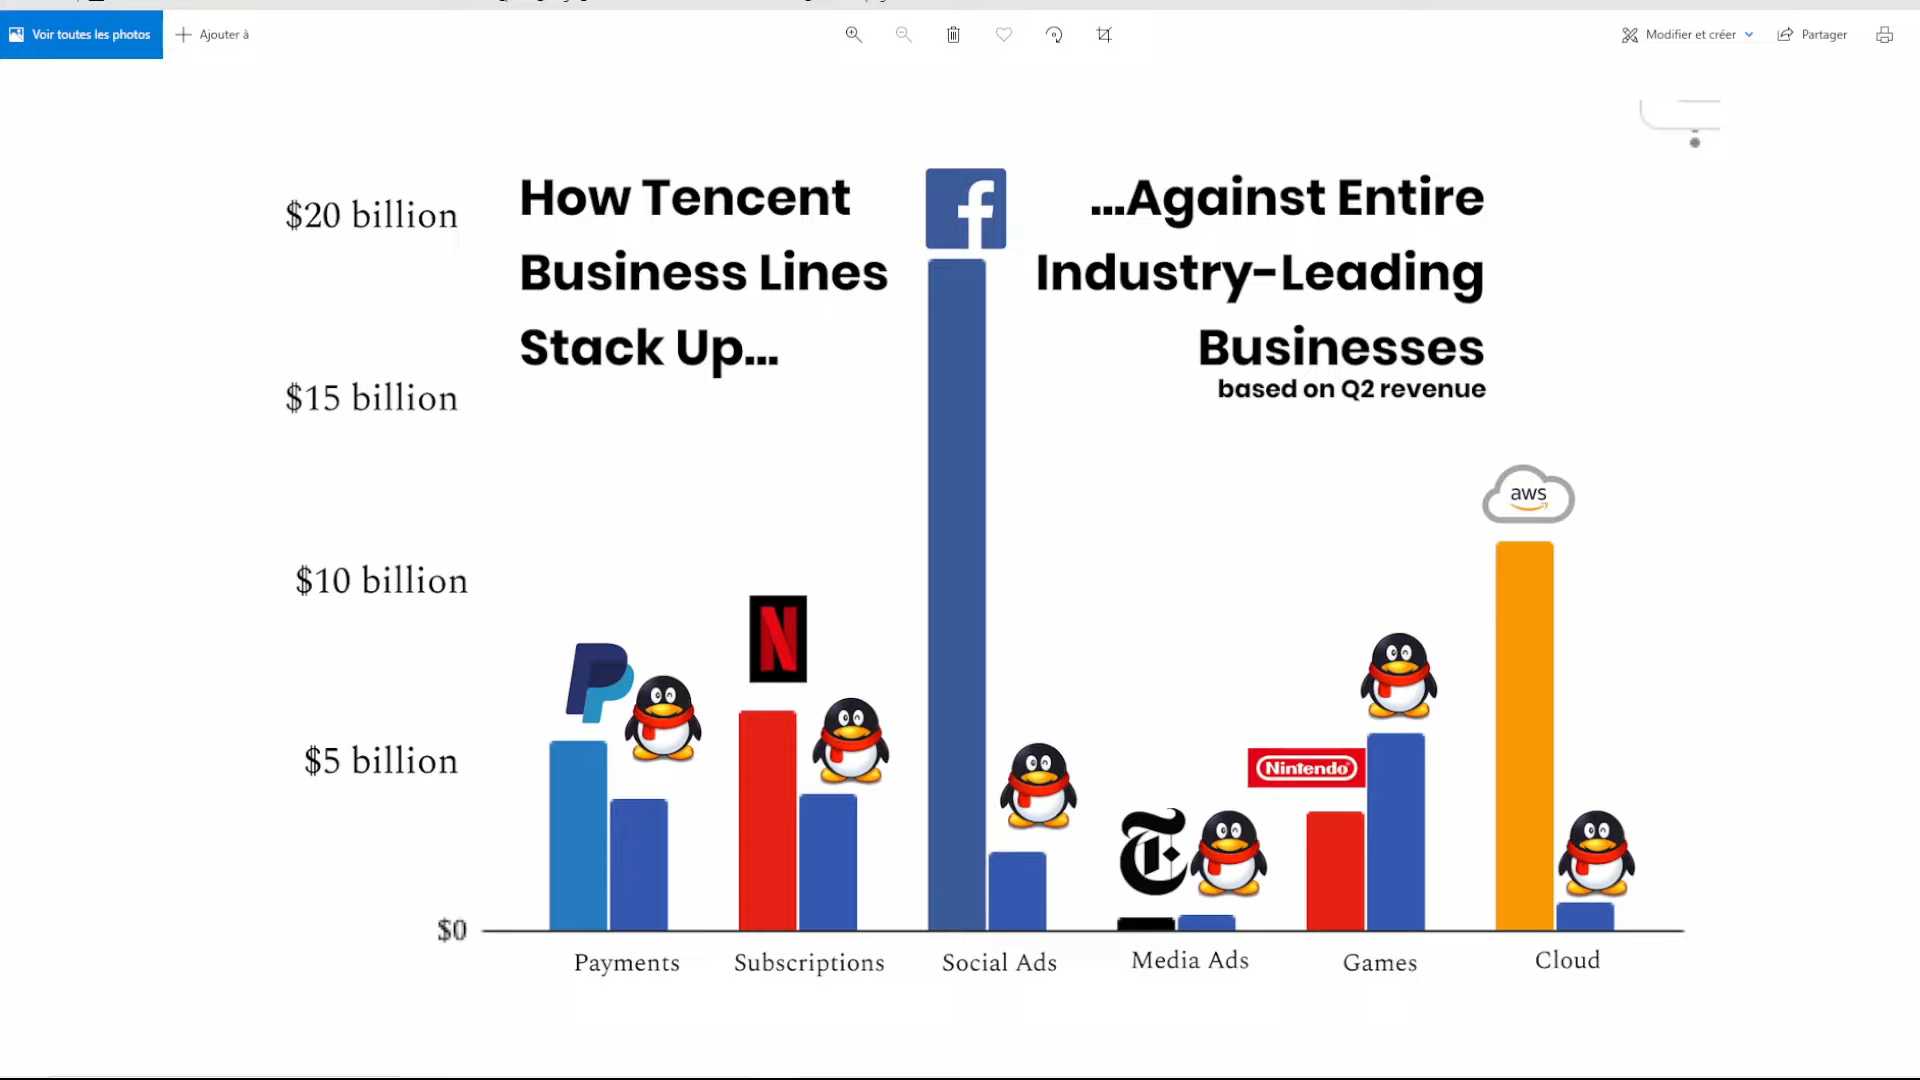 Voir toutes les photos
Ajouter à
Modifier et créer
Partager
How Tencent
Business Lines
Stack Up...
...Against Entire
Industry-Leading
Businesses
based on Q2 revenue
$20 billion
$15 billion
$10 billion
$5 billion
$0
aws
Nintendo
Payments
Subscriptions
Social Ads
Media Ads
Games
Cloud